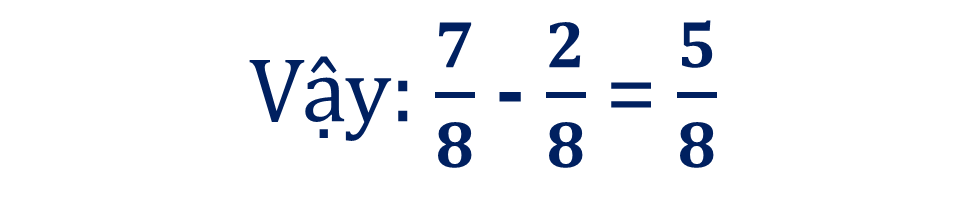 Vậy: 7/8 - 2/8 = 5/8